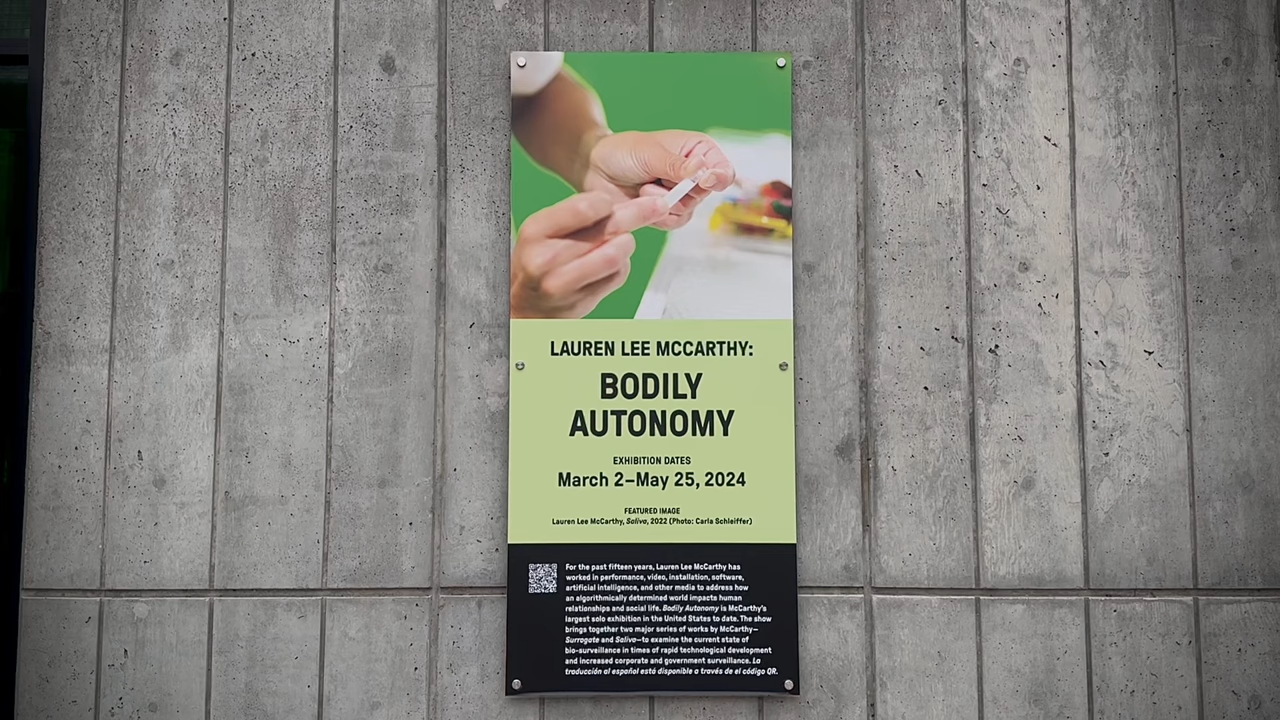 LAUREN LEE MCCARTHY:
BODILY
AUTONOMY
EXHIBITION DATES
March 2–May 25, 2024
FEATURED IMAGE
Lauren Lee McCarthy, Saliva, 2022 (Photo: Carla Schleiffer)
For the past fifteen years, Lauren Lee McCarthy has
worked in performance, video, installation, software,
artificial intelligence, and other media to address how
an algorithmically determined world impacts human
relationships and social life. Bodily Autonomy is McCarthy's
largest solo exhibition in the United States to date. The show
brings together two major series of works by McCarthy—
Surrogate and Saliva—to examine the current state of
bio-surveillance in times of rapid technological development
and increased corporate and government surveillance. La
traducción al español está disponible a través de el código QR.